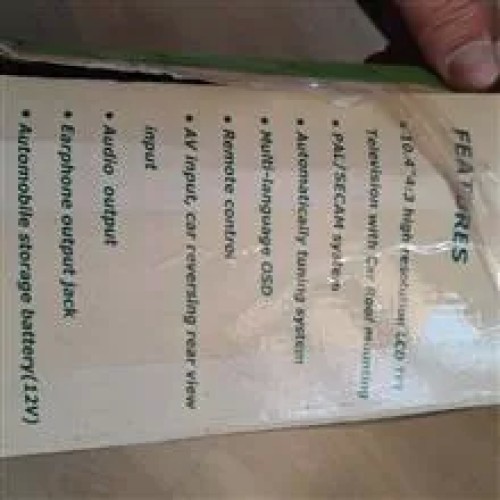 FEATURES
• 10.4"4:3 high resolution LCD TFT
Television with Car Roof mounting
• PAL/SECAM system
• Automatically tuning system
• Multi-language OSD
• Remote control
• AV input, car reversing rear view
input
• Audio output
• Earphone output jack
• Automobile storage battery(12V)